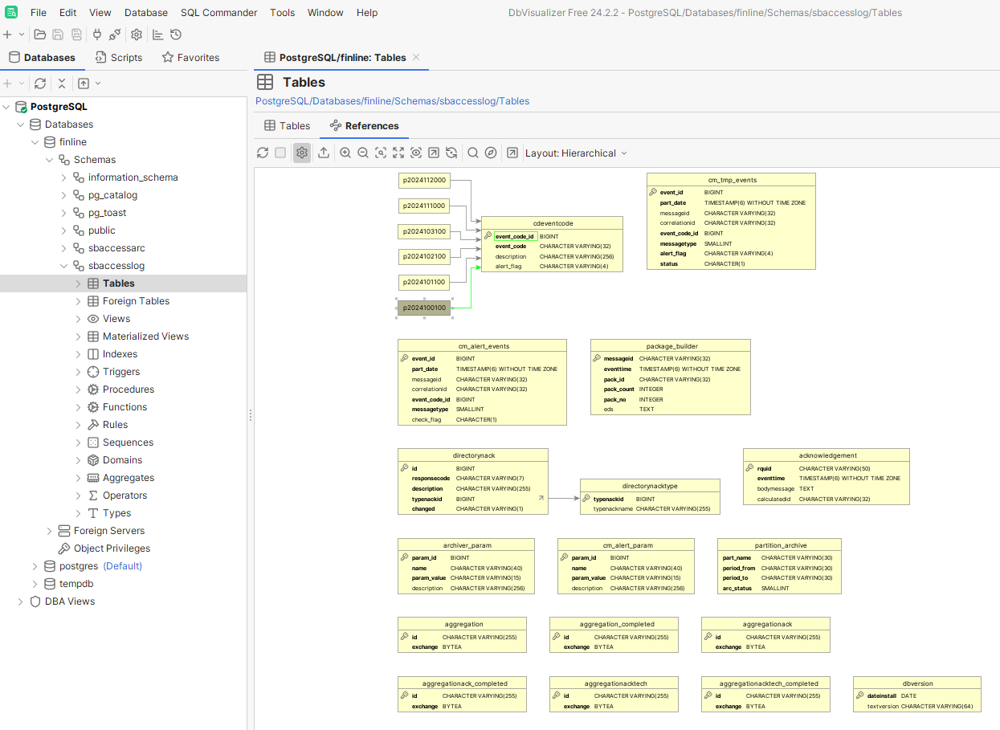 File Edit View Database SQL Commander Tools Window Help DbVisualizer Free 24.2.2 - PostgreSQL/Databases/finline/Schemas/sbaccesslog/Tables
Databases Scripts Favorites
PostgreSQL/finline: Tables
Tables
PostgreSQL/Databases/finline/Schemas/sbaccesslog/Tables
Tables References
Layout: Hierarchical
PostgreSQL
Databases
finline
Schemas
information_schema
pg_catalog
pg_toast
public
sbaccessarc
sbaccesslog
Tables
Foreign Tables
Views
Materialized Views
Indexes
Triggers
Procedures
Functions
Rules
Sequences
Domains
Aggregates
Operators
Types
Foreign Servers
Object Privileges
postgres (Default)
tempdb
DBA Views
p2024112000
p2024111000
p2024103100
p2024102100
p2024101100
p2024100100
cdeventcode
event_code_id BIGINT
event_code CHARACTER VARYING(32)
description CHARACTER VARYING(256)
alert_flag CHARACTER VARYING(4)
cm_tmp_events
event_id BIGINT
part_date TIMESTAMP(6) WITHOUT TIME ZONE
messageid CHARACTER VARYING(32)
correlationid CHARACTER VARYING(32)
event_code_id BIGINT
messagetype SMALLINT
alert_flag CHARACTER VARYING(4)
status CHARACTER(1)
cm_alert_events
event_id BIGINT
part_date TIMESTAMP(6) WITHOUT TIME ZONE
messageid CHARACTER VARYING(32)
correlationid CHARACTER VARYING(32)
event_code_id BIGINT
messagetype SMALLINT
check_flag CHARACTER(1)
package_builder
messageid CHARACTER VARYING(32)
eventtime TIMESTAMP(6) WITHOUT TIME ZONE
pack_id CHARACTER VARYING(32)
pack_count INTEGER
pack_no INTEGER
eds TEXT
directorynack
id BIGINT
responsecode CHARACTER VARYING(7)
description CHARACTER VARYING(255)
typenackid BIGINT
changed CHARACTER VARYING(1)
directorynacktype
typenackid BIGINT
typenackname CHARACTER VARYING(255)
acknowledgement
rquid CHARACTER VARYING(50)
eventtime TIMESTAMP(6) WITHOUT TIME ZONE
bodymessage TEXT
calculatedid CHARACTER VARYING(32)
archiver_param
param_id BIGINT
name CHARACTER VARYING(40)
param_value CHARACTER VARYING(15)
description CHARACTER VARYING(256)
cm_alert_param
param_id BIGINT
name CHARACTER VARYING(40)
param_value CHARACTER VARYING(15)
description CHARACTER VARYING(256)
partition_archive
part_name CHARACTER VARYING(30)
period_from CHARACTER VARYING(30)
period_to CHARACTER VARYING(30)
arc_status SMALLINT
aggregation
id CHARACTER VARYING(255)
exchange BYTEA
aggregation_completed
id CHARACTER VARYING(255)
exchange BYTEA
aggregationack
id CHARACTER VARYING(255)
exchange BYTEA
aggregationack_completed
id CHARACTER VARYING(255)
exchange BYTEA
aggregationacktech
id CHARACTER VARYING(255)
exchange BYTEA
aggregationacktech_completed
id CHARACTER VARYING(255)
exchange BYTEA
dbversion
dateinstall DATE
textversion CHARACTER VARYING(64)